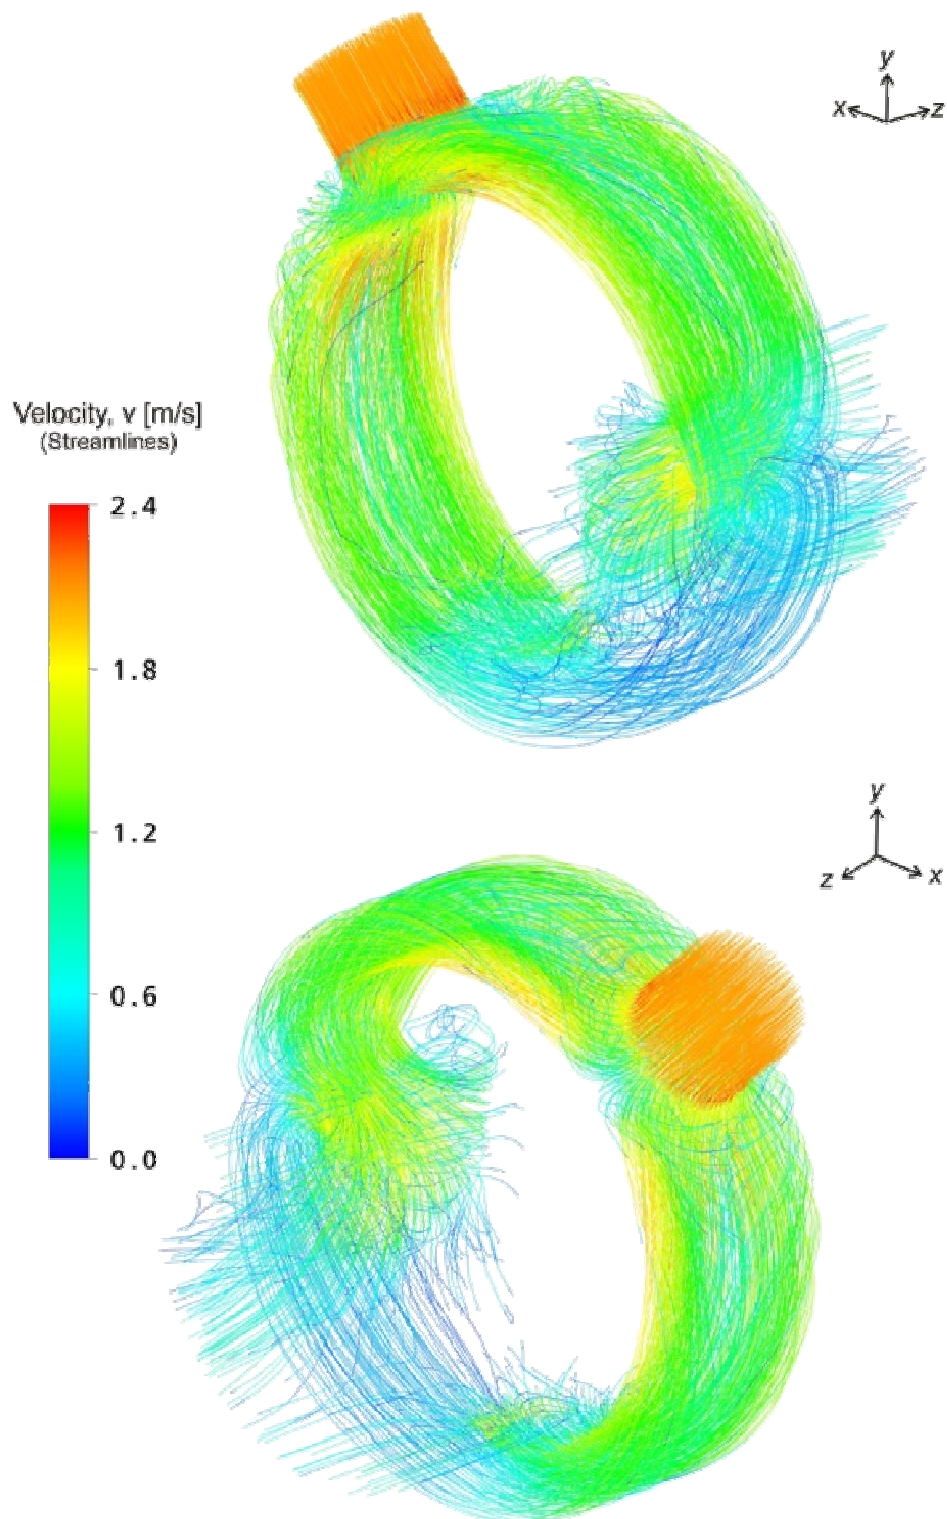 y
x z
Velocity, v [m/s]
(Streamlines)
2.4
1.8
1.2
0.6
0.0
y
z x